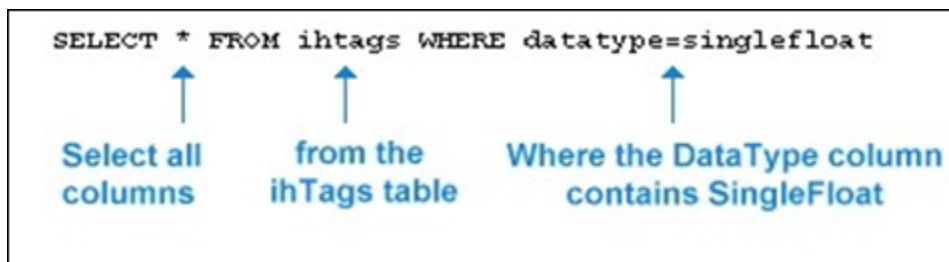 SELECT * FROM ihtags WHERE datatype=singlefloat
Select all
columns
from the
ihTags table
Where the DataType column
contains SingleFloat